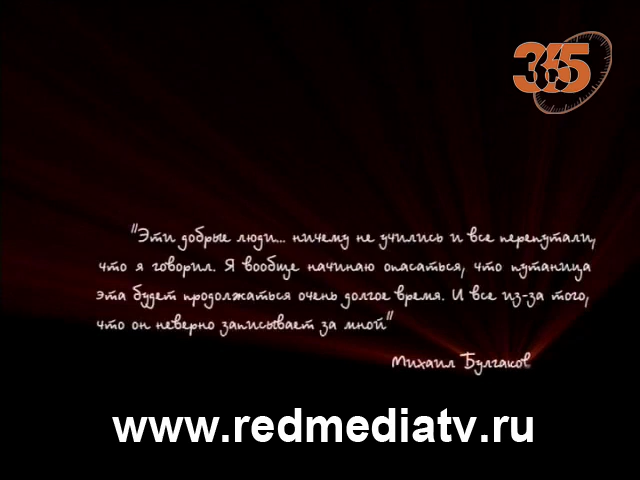 365
"Эти добрые люди... ничему не учились и все перепутали,
что я говорил. Я вообще начинаю опасаться, что путаница
эта будет продолжаться очень долгое время. И все из-за того,
что он неверно записывает за мной"
Михаил Булгаков
www.redmediatv.ru